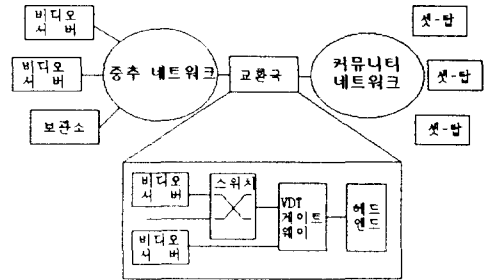 비디오
서 버
비디오
서 버
보관소
중추 네트워크
교환국
커뮤니티
네트워크
셋-탑
셋-탑
셋-탑
비디오
서 버
스위치
비디오
서 버
VDT
게이트
웨이
헤드
엔드